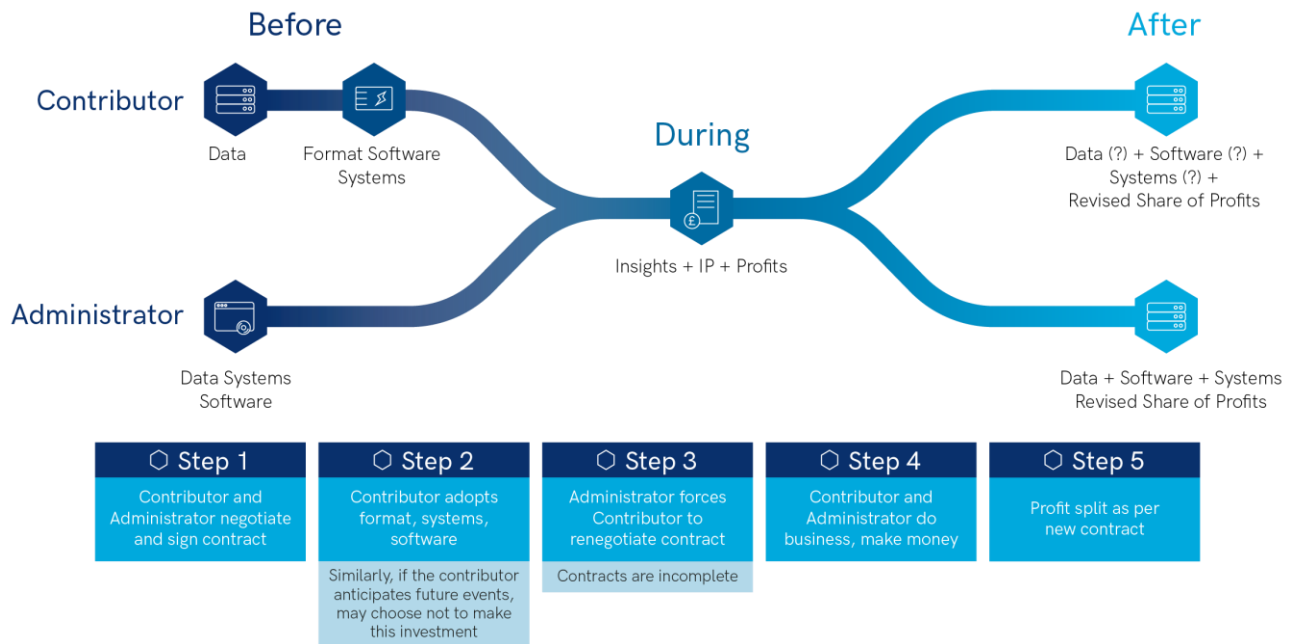 Before
After
Contributor
Data
Format Software
Systems
During
£
Insights + IP + Profits
Data (?) + Software (?) +
Systems (?) +
Revised Share of Profits
Administrator
Data Systems
Software
Data + Software + Systems
Revised Share of Profits
Step 1
Contributor and
Administrator negotiate
and sign contract
Step 2
Contributor adopts
format, systems,
software
Similarly, if the contributor
anticipates future events,
may choose not to make
this investment
Step 3
Administrator forces
Contributor to
renegotiate contract
Contracts are incomplete
Step 4
Contributor and
Administrator do
business, make money
Step 5
Profit split as per
new contract